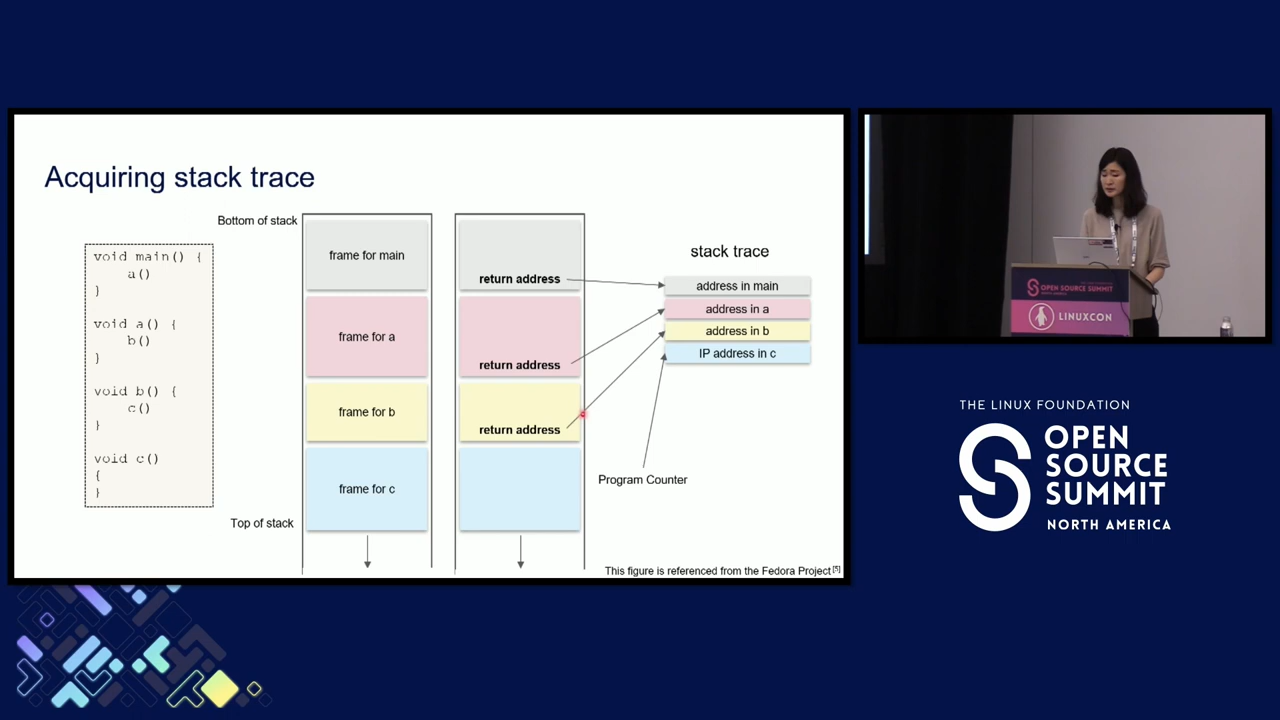 Acquiring stack trace
void main() {
a()
}
void a() {
b()
}
void b() {
c()
}
void c()
{
}
Bottom of stack
frame for main
frame for a
frame for b
frame for c
Top of stack
return address
return address
return address
stack trace
address in main
address in a
address in b
IP address in c
Program Counter
This figure is referenced from the Fedora Project[5]
OPEN SOURCE SUMMIT
LINUXCON
THE LINUX FOUNDATION
OPEN
SOURCE
SUMMIT
NORTH AMERICA